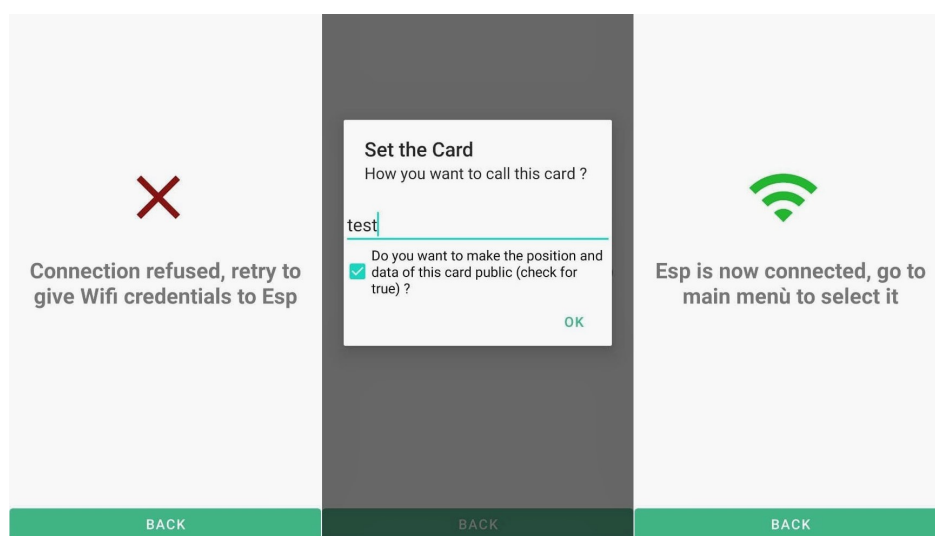 Connection refused, retry to
give Wifi credentials to Esp
BACK
Set the Card
How you want to call this card ?
test
Do you want to make the position and
data of this card public (check for
true) ?
OK
BACK
Esp is now connected, go to
main menù to select it
BACK